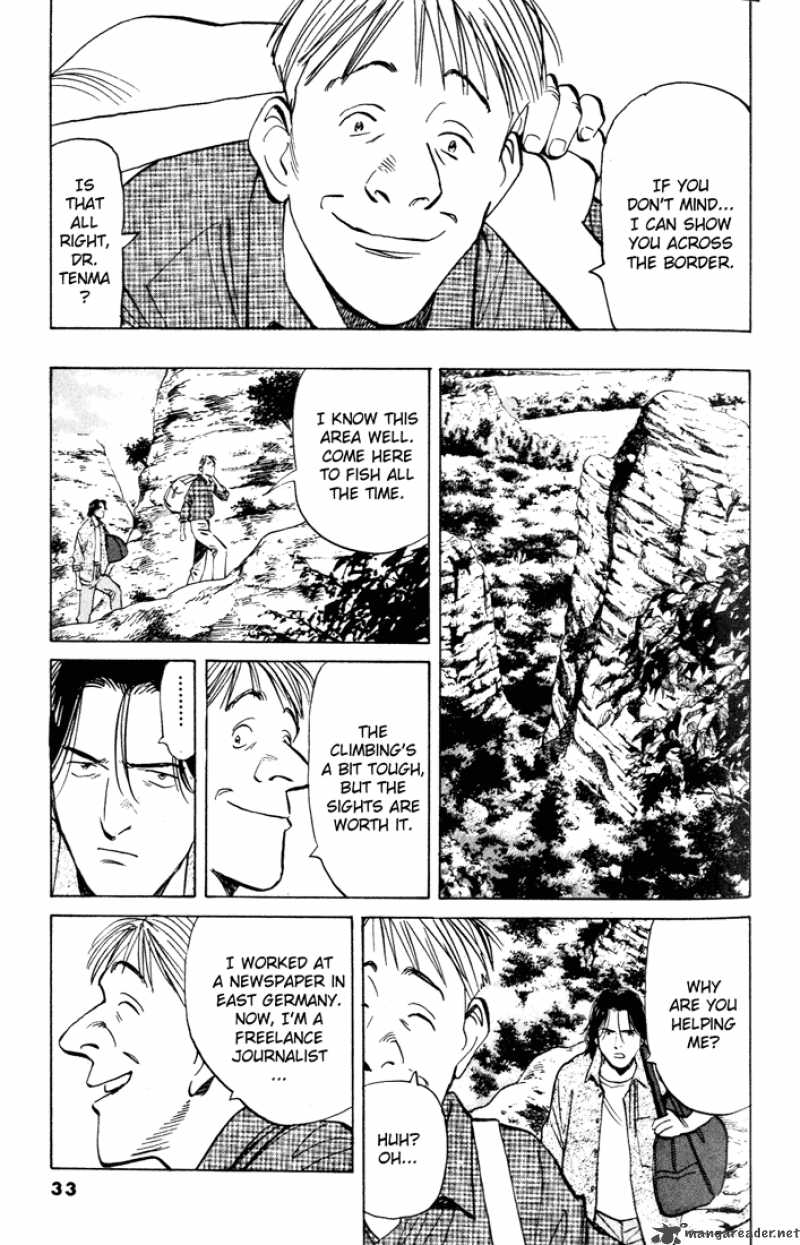 IF YOU
DON'T MIND...
I CAN SHOW
YOU ACROSS
THE BORDER.
IS
THAT
ALL
RIGHT,
DR.
TENMA
?
I KNOW THIS
AREA WELL.
COME HERE
TO FISH ALL
THE TIME.
THE
CLIMBING'S
A BIT TOUGH,
BUT THE
SIGHTS ARE
WORTH IT.
.........
WHY
ARE YOU
HELPING
ME?
HUH?
OH...
I WORKED AT
A NEWSPAPER IN
EAST GERMANY.
NOW, I'M A
FREELANCE
JOURNALIST
...
33
mangareader.net